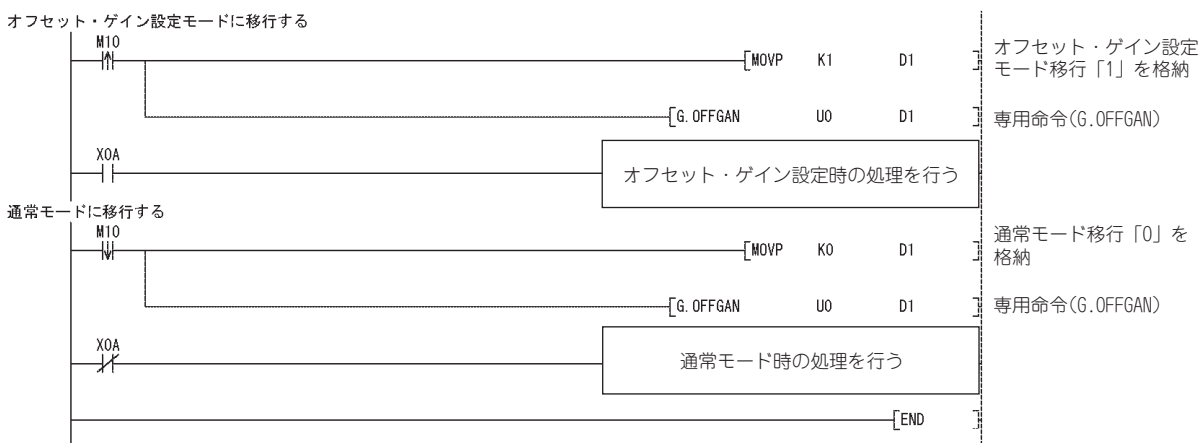 オフセット・ゲイン設定モードに移行する
M10
MOVP K1 D1
オフセット・ゲイン設定
モード移行「1」を格納
G.OFFGAN U0 D1
専用命令(G.OFFGAN)
X0A
オフセット・ゲイン設定時の処理を行う
通常モードに移行する
M10
MOVP K0 D1
通常モード移行「0」を
格納
G.OFFGAN U0 D1
専用命令(G.OFFGAN)
X0A
通常モード時の処理を行う
END